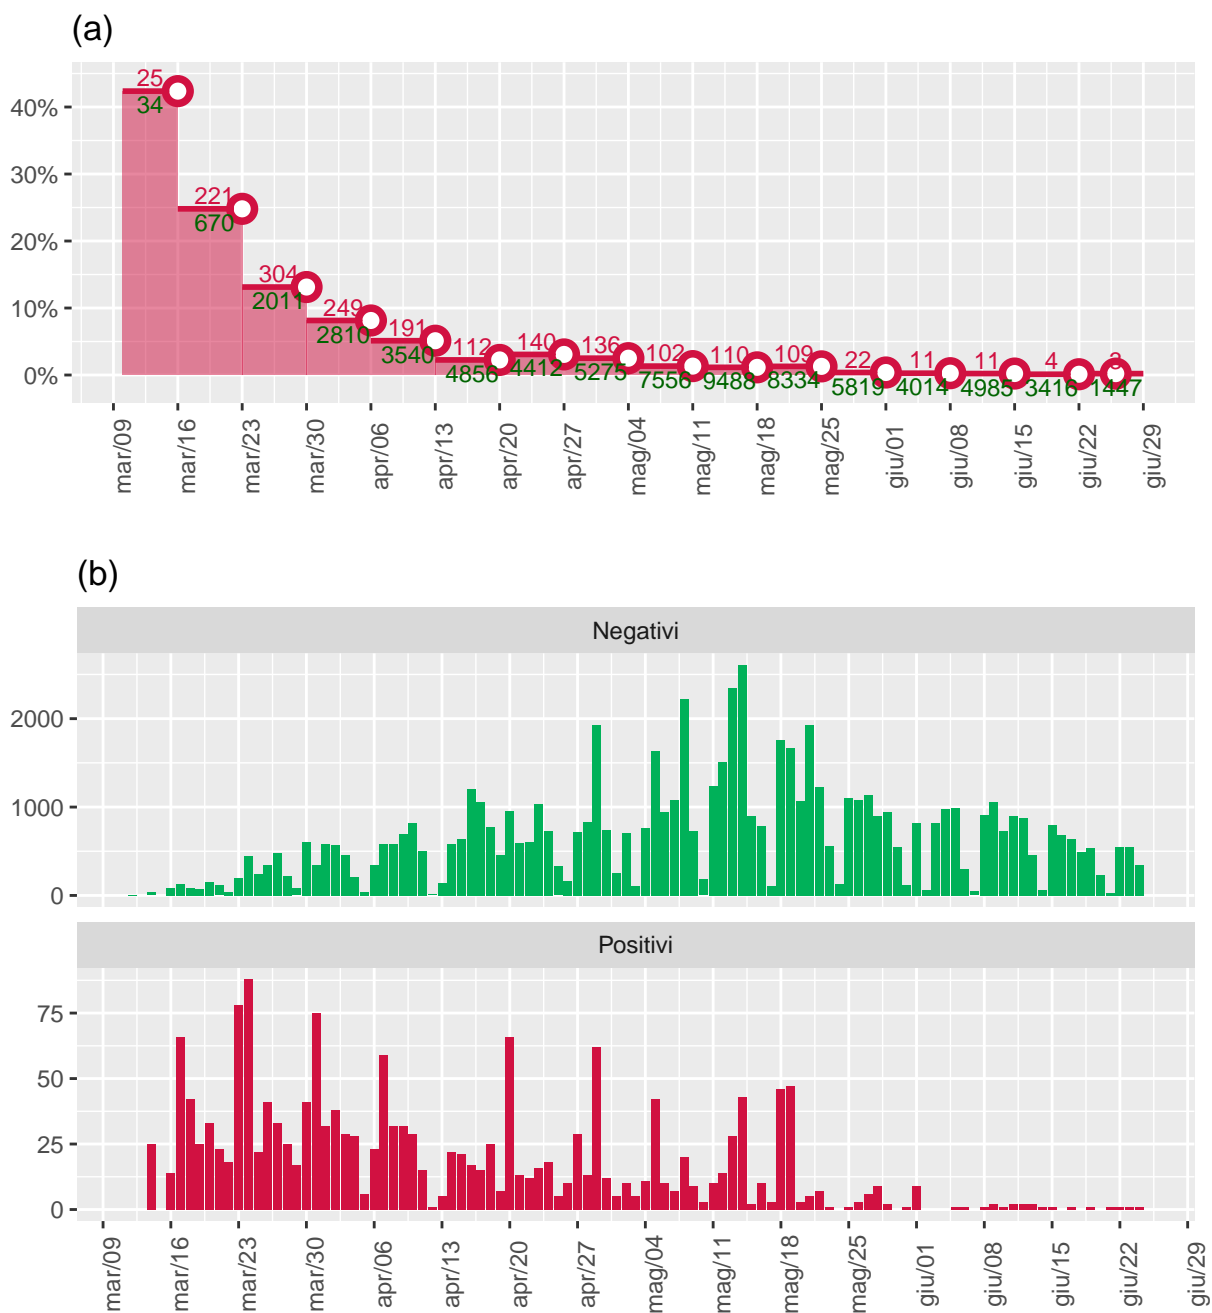 (a)
40%
30%
20%
10%
0%
25
34
221
670
304
2011
249
2810
191
3540
112
4856
140
4412
136
5275
102
7556
110
9488
109
8334
22
5819
11
4014
11
4985
4
3416
3
1447
mar/09
mar/16
mar/23
mar/30
apr/06
apr/13
apr/20
apr/27
mag/04
mag/11
mag/18
mag/25
giu/01
giu/08
giu/15
giu/22
giu/29
(b)
Negativi
2000
1000
0
Positivi
75
50
25
0
mar/09
mar/16
mar/23
mar/30
apr/06
apr/13
apr/20
apr/27
mag/04
mag/11
mag/18
mag/25
giu/01
giu/08
giu/15
giu/22
giu/29